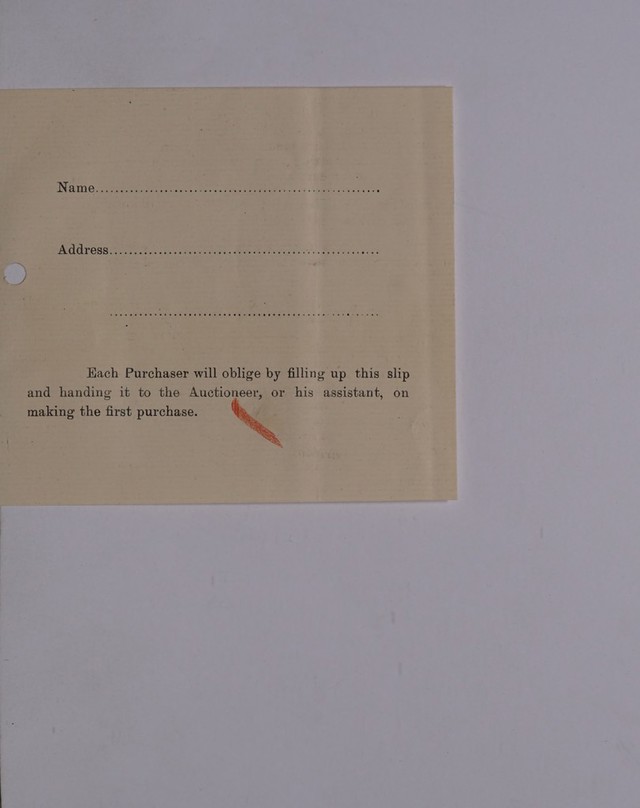 Name..........................................................
Address.......................................................
.......................................................
Each Purchaser will oblige by filling up this slip
and handing it to the Auctioneer, or his assistant, on
making the first purchase.